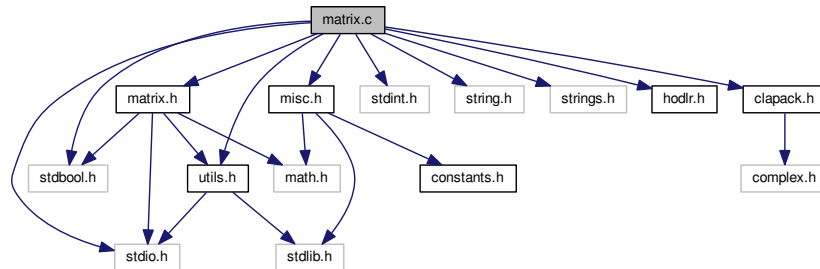 matrix.c
matrix.h
misc.h
stdint.h
string.h
strings.h
hodlr.h
clapack.h
stdbool.h
utils.h
math.h
constants.h
complex.h
stdio.h
stdlib.h